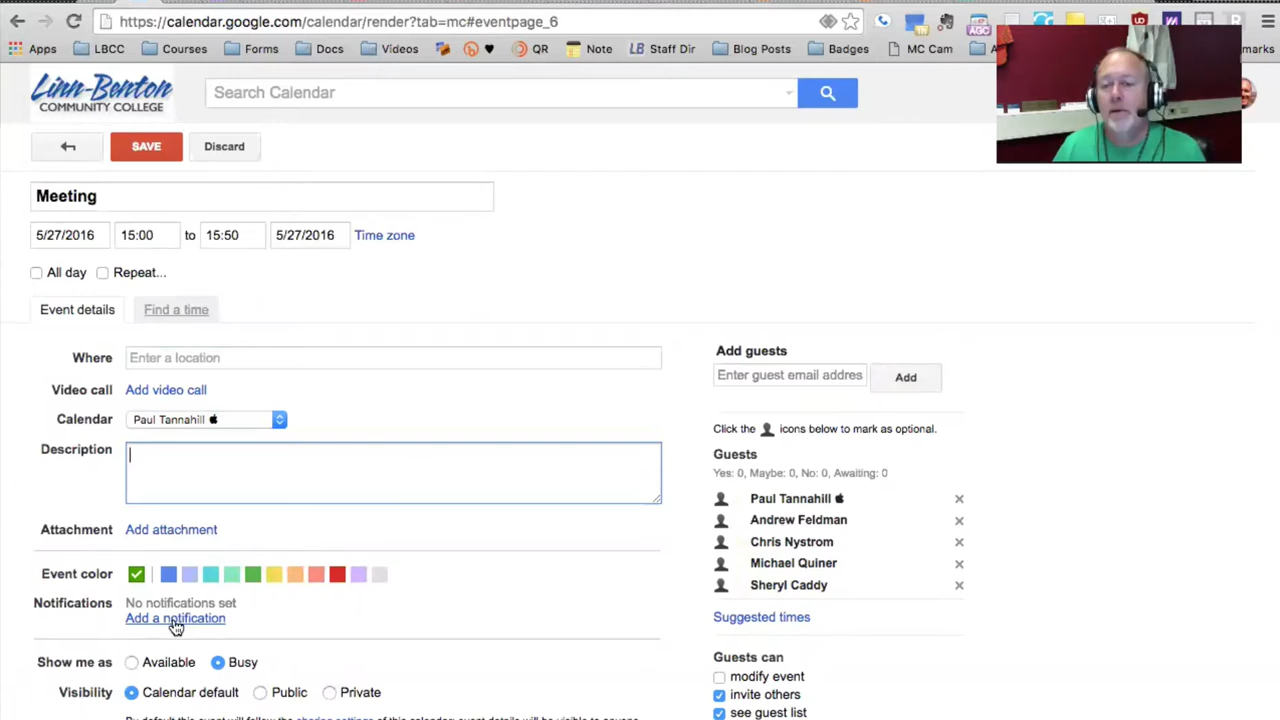 https://calendar.google.com/calendar/render?tab=mc#eventpage_6
Apps LBCC Courses Forms Docs Videos QR Note LB Staff Dir Blog Posts Badges MC Cam
Linn-Benton
COMMUNITY COLLEGE
Search Calendar
SAVE Discard
Meeting
5/27/2016 15:00 to 15:50 5/27/2016 Time zone
All day Repeat...
Event details Find a time
Where Enter a location
Video call Add video call
Calendar Paul Tannahill
Description
Attachment Add attachment
Event color
Notifications No notifications set
Add a notification
Show me as Available Busy
Visibility Calendar default Public Private
Add guests
Enter guest email addres Add
Click the icons below to mark as optional.
Guests
Yes: 0, Maybe: 0, No: 0, Awaiting: 0
Paul Tannahill
Andrew Feldman
Chris Nystrom
Michael Quiner
Sheryl Caddy
Suggested times
Guests can
modify event
invite others
see guest list